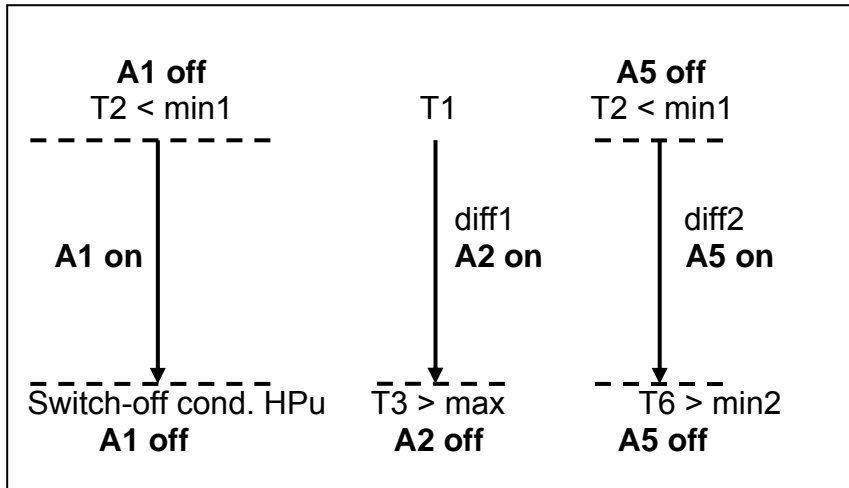 A1 off
T2 < min1
A1 on
Switch-off cond. HPu
A1 off
T1
diff1
A2 on
T3 > max
A2 off
A5 off
T2 < min1
diff2
A5 on
T6 > min2
A5 off